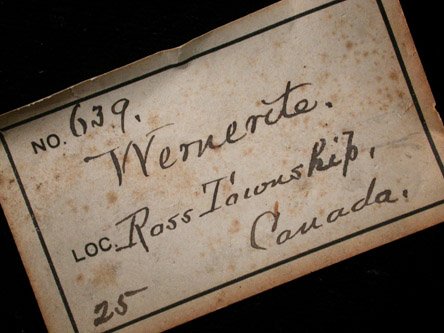 NO. 639.
Wernerite.
LOC. Ross Township,
Canada.
25